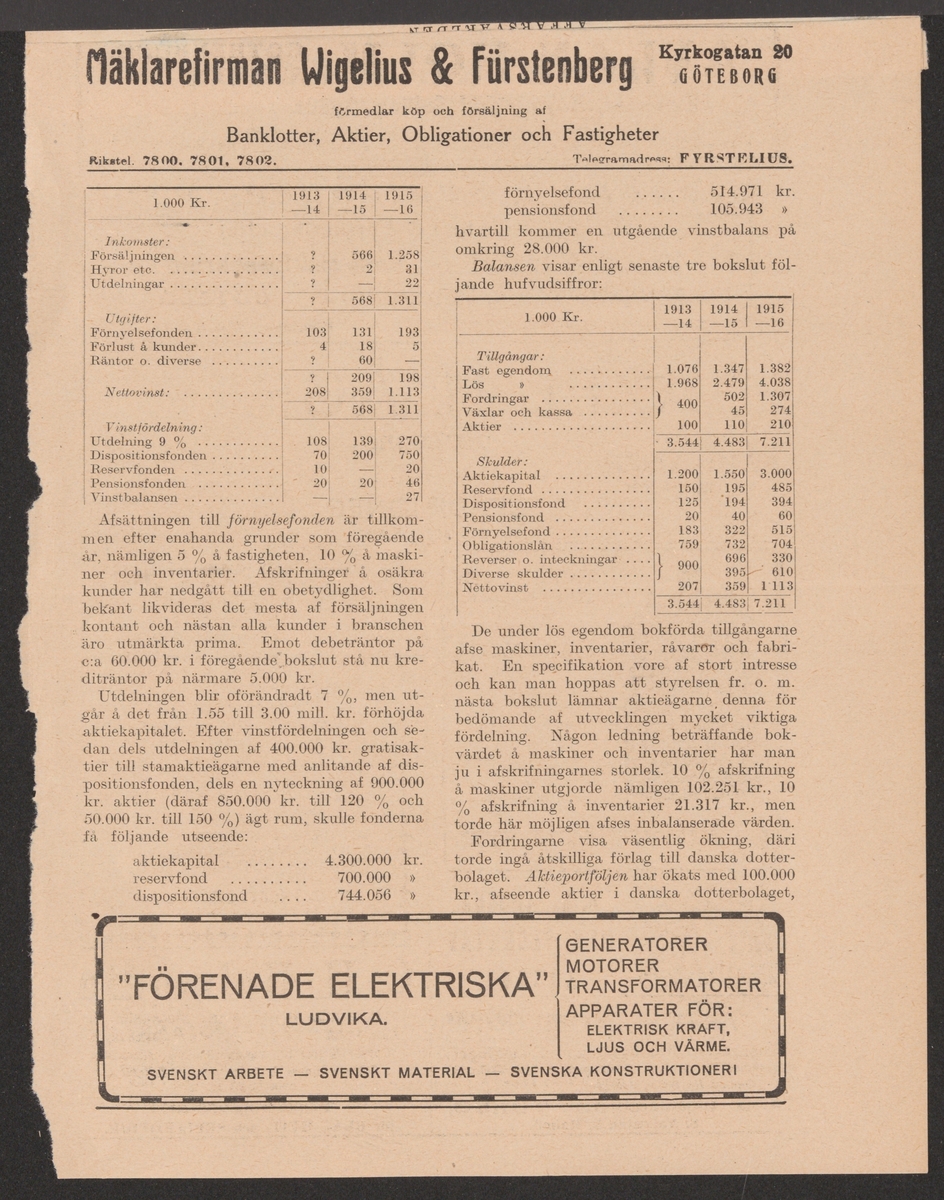 AFFÄRSVÄRLDEN
Mäklarefirman Wigelius & Fürstenberg
Kyrkogatan 20
GÖTEBORG
förmedlar köp och försäljning af
Banklotter, Aktier, Obligationer och Fastigheter
Rikstel. 7800, 7801, 7802.
Telegramadress: FYRSTELIUS.
1.000 Kr. 1913—14 1914—15 1915—16
Inkomster:
Försäljningen .............. ? 566 1.258
Hyror etc. .............. ? 2 31
Utdelningar ................ ? — 22
? 568 1.311
Utgifter:
Förnyelsefonden ............ 103 131 193
Förlust å kunder............ 4 18 5
Räntor o. diverse .......... ? 60 —
? 209 198
Nettovinst: .............. 208 359 1.113
? 568 1.311
Vinstfördelning:
Utdelning 9 % ............ 108 139 270
Dispositionsfonden .......... 70 200 750
Reservfonden .............. 10 — 20
Pensionsfonden ............ 20 20 46
Vinstbalansen .............. — — 27
Afsättningen till förnyelsefonden är tillkom-
men efter enahanda grunder som föregående
år, nämligen 5 % å fastigheten, 10 % å maski-
ner och inventarier. Afskrifninger å osäkra
kunder har nedgått till en obetydlighet. Som
bekant likvideras det mesta af försäljningen
kontant och nästan alla kunder i branschen
äro utmärkta prima. Emot debeträntor på
c:a 60.000 kr. i föregående bokslut stå nu kre-
diträntor på närmare 5.000 kr.
Utdelningen blir oförändradt 7 %, men ut-
går å det från 1.55 till 3.00 mill. kr. förhöjda
aktiekapitalet. Efter vinstfördelningen och se-
dan dels utdelningen af 400.000 kr. gratisak-
tier till stamaktieägarne med anlitande af dis-
positionsfonden, dels en nyteckning af 900.000
kr. aktier (däraf 850.000 kr. till 120 % och
50.000 kr. till 150 %) ägt rum, skulle fonderna
få följande utseende:
aktiekapital ........ 4.300.000 kr.
reservfond .......... 700.000 »
dispositionsfond .... 744.056 »
förnyelsefond ...... 514.971 kr.
pensionsfond ........ 105.943 »
hvartill kommer en utgående vinstbalans på
omkring 28.000 kr.
Balansen visar enligt senaste tre bokslut föl-
jande hufvudsiffror:
1.000 Kr. 1913—14 1914—15 1915—16
Tillgångar:
Fast egendom ............ 1.076 1.347 1.382
Lös » ............ 1.968 2.479 4.038
Fordringar ................ } 400 502 1.307
Växlar och kassa .......... 45 274
Aktier .................... 100 110 210
3.544 4.483 7.211
Skulder:
Aktiekapital .............. 1.200 1.550 3.000
Reservfond ................ 150 195 485
Dispositionsfond .......... 125 194 394
Pensionsfond .............. 20 40 60
Förnyelsefond .............. 183 322 515
Obligationslån ............ 759 732 704
Reverser o. inteckningar .... } 900 696 330
Diverse skulder ............ 395 610
Nettovinst ................ 207 359 1 113
3.544 4.483 7.211
De under lös egendom bokförda tillgångarne
afse maskiner, inventarier, råvaror och fabri-
kat. En specifikation vore af stort intresse
och kan man hoppas att styrelsen fr. o. m.
nästa bokslut lämnar aktieägarne denna för
bedömande af utvecklingen mycket viktiga
fördelning. Någon ledning beträffande bok-
värdet å maskiner och inventarier har man
ju i afskrifningarnes storlek. 10 % afskrifning
å maskiner utgjorde nämligen 102.251 kr., 10
% afskrifning å inventarier 21.317 kr., men
torde här möjligen afses inbalanserade värden.
Fordringarne visa väsentlig ökning, däri
torde ingå åtskilliga förlag till danska dotter-
bolaget. Aktieportföljen har ökats med 100.000
kr., afseende aktier i danska dotterbolaget,
"FÖRENADE ELEKTRISKA"
LUDVIKA.
GENERATORER
MOTORER
TRANSFORMATORER
APPARATER FÖR:
ELEKTRISK KRAFT,
LJUS OCH VÄRME.
SVENSKT ARBETE — SVENSKT MATERIAL — SVENSKA KONSTRUKTIONER!